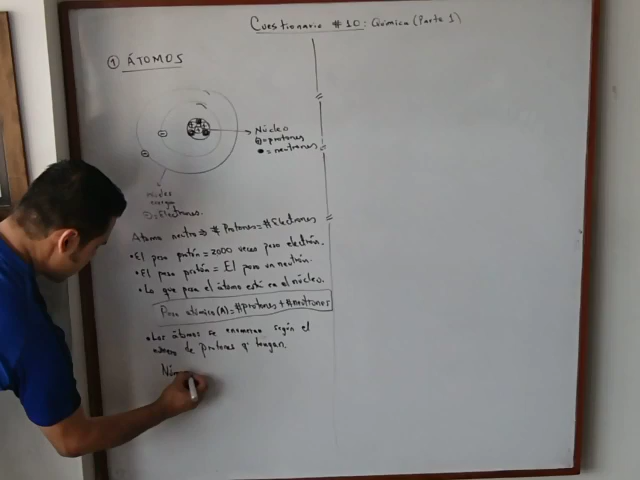 Cuestionario #10: Química (Parte 1)
① ÁTOMOS
Núcleo
⊕=protones
●=neutrones
niveles
energía
⊖=Electrones.
Átomo neutro ⇒ # Protones=#Electrones
• El peso protón = 2000 veces peso electrón.
• El peso protón = El peso un neutrón.
• Lo que pesa el átomo está en el núcleo.
Peso atómico (A)=#protones+#neutrones
• Los átomos se enumeran según el
número de protones q' tengan.
Núm